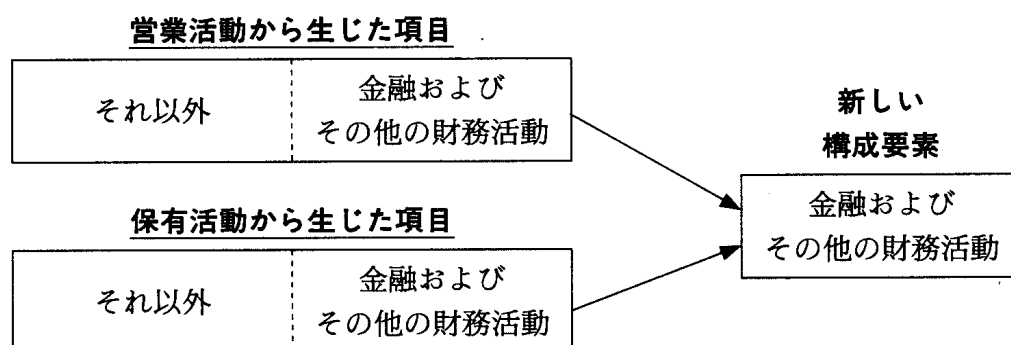 営業活動から生じた項目
それ以外
金融および
その他の財務活動
保有活動から生じた項目
それ以外
金融および
その他の財務活動
新しい
構成要素
金融および
その他の財務活動